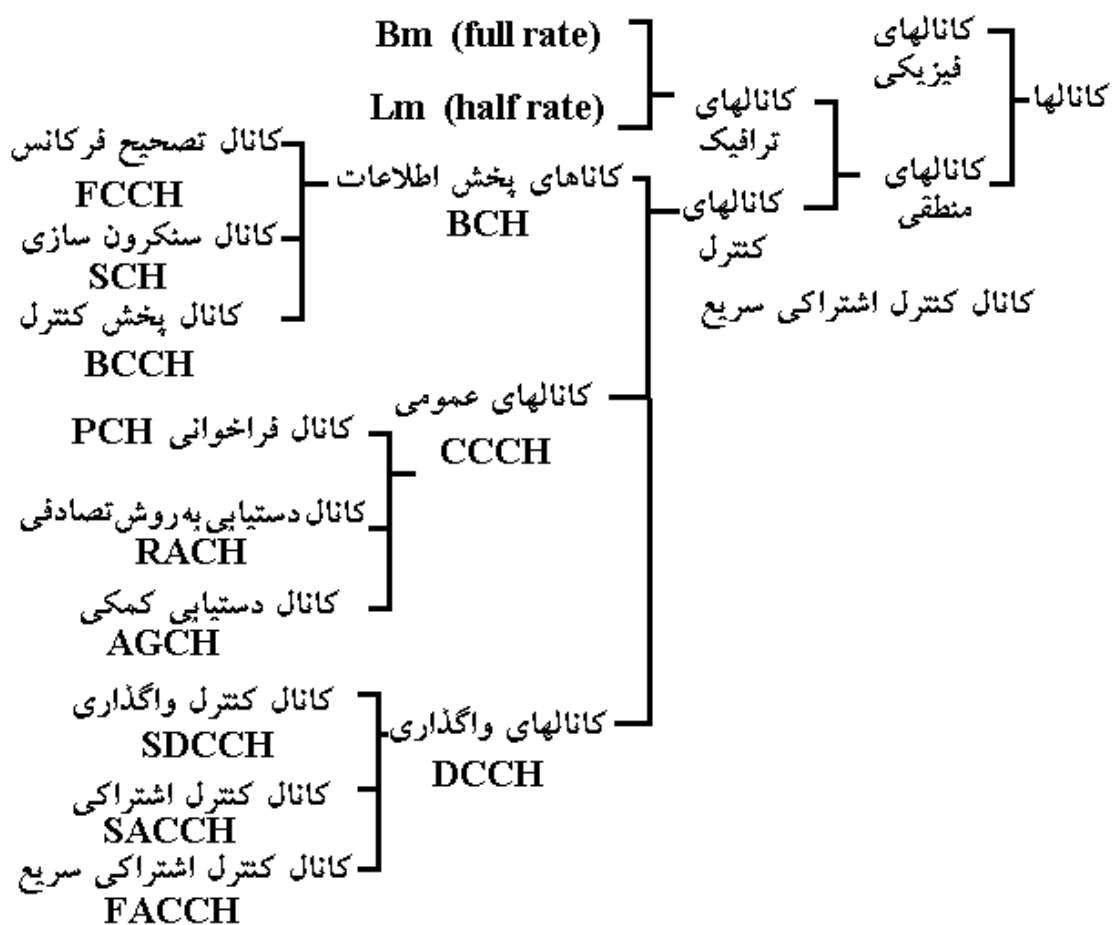 کانالها
کانالهای
فیزیکی
کانالهای
منطقی
کانالهای
ترافیک
Bm (full rate)
Lm (half rate)
کانالهای
کنترل
کانال کنترل اشتراکی سریع
کاناهای پخش اطلاعات
BCH
کانال تصحیح فرکانس
FCCH
کانال سنکرون سازی
SCH
کانال پخش کنترل
BCCH
کانالهای عمومی
CCCH
کانال فراخوانی PCH
کانال دستیابی به روش تصادفی
RACH
کانال دستیابی کمکی
AGCH
کانالهای واگذاری
DCCH
کانال کنترل واگذاری
SDCCH
کانال کنترل اشتراکی
SACCH
کانال کنترل اشتراکی سریع
FACCH